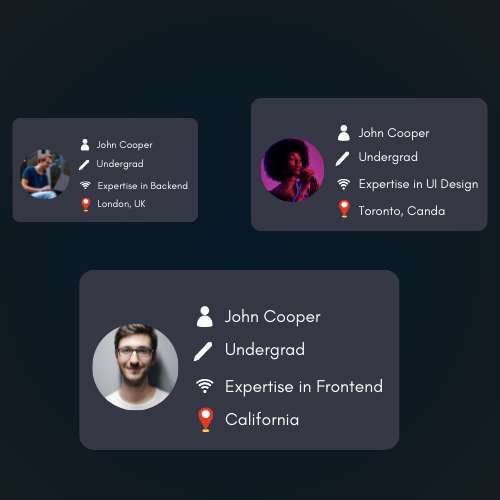 John Cooper
Undergrad
Expertise in Backend
London, UK
John Cooper
Undergrad
Expertise in UI Design
Toronto, Canda
John Cooper
Undergrad
Expertise in Frontend
California